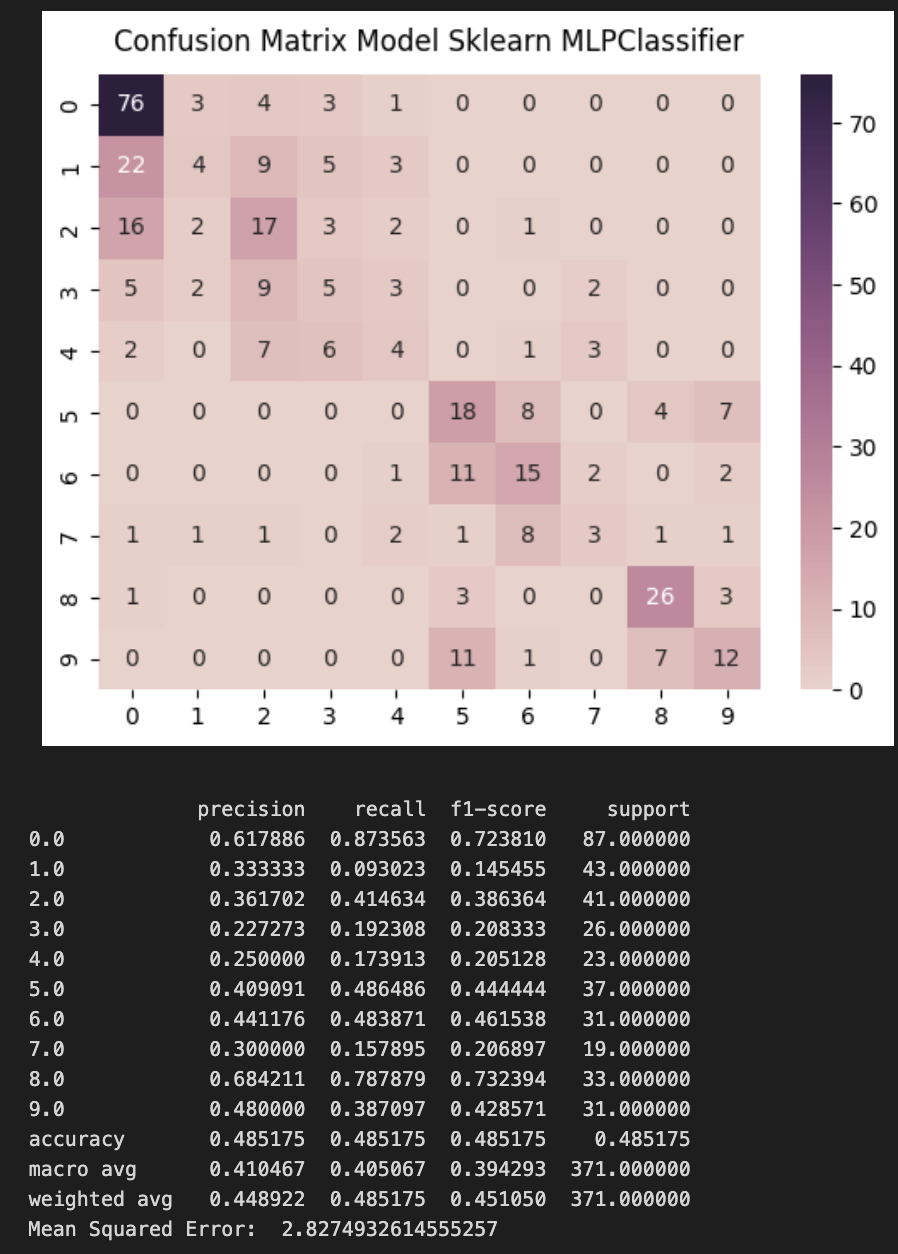 Confusion Matrix Model Sklearn MLPClassifier
0 76 3 4 3 1 0 0 0 0 0
1 22 4 9 5 3 0 0 0 0 0
2 16 2 17 3 2 0 1 0 0 0
3 5 2 9 5 3 0 0 2 0 0
4 2 0 7 6 4 0 1 3 0 0
5 0 0 0 0 0 18 8 0 4 7
6 0 0 0 0 1 11 15 2 0 2
7 1 1 1 0 2 1 8 3 1 1
8 1 0 0 0 0 3 0 0 26 3
9 0 0 0 0 0 11 1 0 7 12
0 1 2 3 4 5 6 7 8 9
70
60
50
40
30
20
10
0
precision recall f1-score support
0.0 0.617886 0.873563 0.723810 87.000000
1.0 0.333333 0.093023 0.145455 43.000000
2.0 0.361702 0.414634 0.386364 41.000000
3.0 0.227273 0.192308 0.208333 26.000000
4.0 0.250000 0.173913 0.205128 23.000000
5.0 0.409091 0.486486 0.444444 37.000000
6.0 0.441176 0.483871 0.461538 31.000000
7.0 0.300000 0.157895 0.206897 19.000000
8.0 0.684211 0.787879 0.732394 33.000000
9.0 0.480000 0.387097 0.428571 31.000000
accuracy 0.485175 0.485175 0.485175 0.485175
macro avg 0.410467 0.405067 0.394293 371.000000
weighted avg 0.448922 0.485175 0.451050 371.000000
Mean Squared Error: 2.8274932614555257